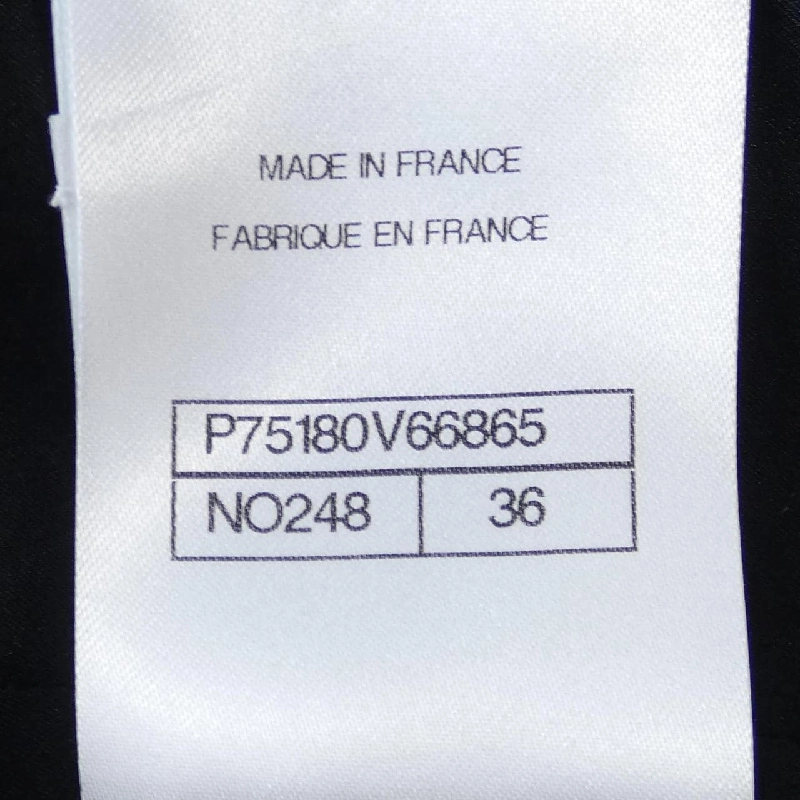 MADE IN FRANCE
FABRIQUE EN FRANCE
P75180V66865
NO248 36